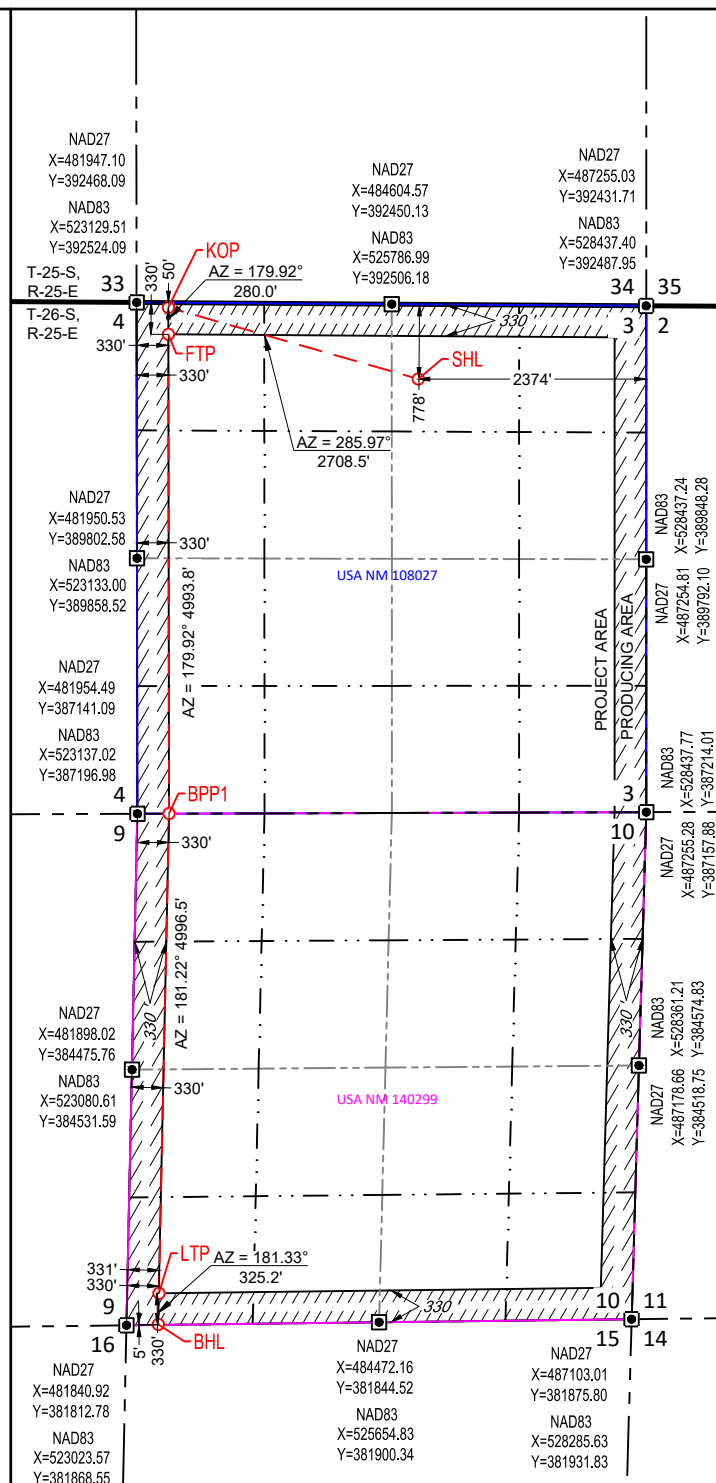 NAD27
X=481947.10
Y=392468.09
NAD83
X=523129.51
Y=392524.09
NAD27
X=484604.57
Y=392450.13
NAD83
X=525786.99
Y=392506.18
NAD27
X=487255.03
Y=392431.71
NAD83
X=528437.40
Y=392487.95
T-25-S,
R-25-E
33
330'
50'
KOP
AZ = 179.92°
280.0'
34
35
T-26-S,
R-25-E
4
330'
3
2
330'
FTP
330'
SHL
2374'
778'
AZ = 285.97°
2708.5'
NAD27
X=481950.53
Y=389802.58
NAD83
X=523133.00
Y=389858.52
330'
USA NM 108027
NAD83
X=528437.24
Y=389848.28
NAD27
X=487254.81
Y=389792.10
AZ = 179.92° 4993.8'
PROJECT AREA
PRODUCING AREA
NAD27
X=481954.49
Y=387141.09
NAD83
X=523137.02
Y=387196.98
NAD83
X=528437.77
Y=387214.01
NAD27
X=487255.28
Y=387157.88
4
BPP1
3
9
330'
10
AZ = 181.22° 4996.5'
330'
330'
NAD27
X=481898.02
Y=384475.76
NAD83
X=523080.61
Y=384531.59
330'
USA NM 140299
NAD83
X=528361.21
Y=384574.83
NAD27
X=487178.66
Y=384518.75
LTP
AZ = 181.33°
325.2'
331'
330'
9
330
10
11
16
5'
330'
BHL
15
14
NAD27
X=481840.92
Y=381812.78
NAD83
X=523023.57
Y=381868.55
NAD27
X=484472.16
Y=381844.52
NAD83
X=525654.83
Y=381900.34
NAD27
X=487103.01
Y=381875.80
NAD83
X=528285.63
Y=381931.83